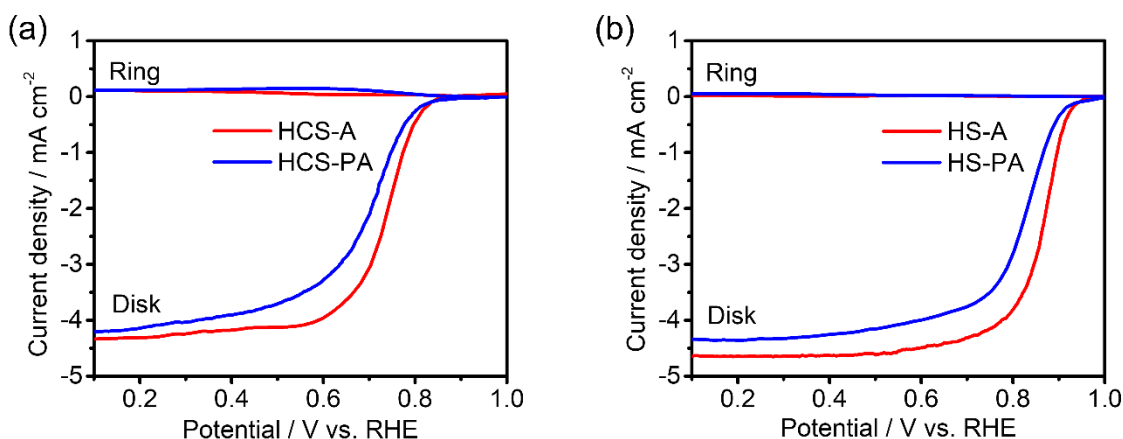 (a)
1
0
-1
-2
-3
-4
-5
Current density / mA cm⁻²
Ring
HCS-A
HCS-PA
Disk
0.2 0.4 0.6 0.8 1.0
Potential / V vs. RHE
(b)
1
0
-1
-2
-3
-4
-5
Current density / mA cm⁻²
Ring
HS-A
HS-PA
Disk
0.2 0.4 0.6 0.8 1.0
Potential / V vs. RHE